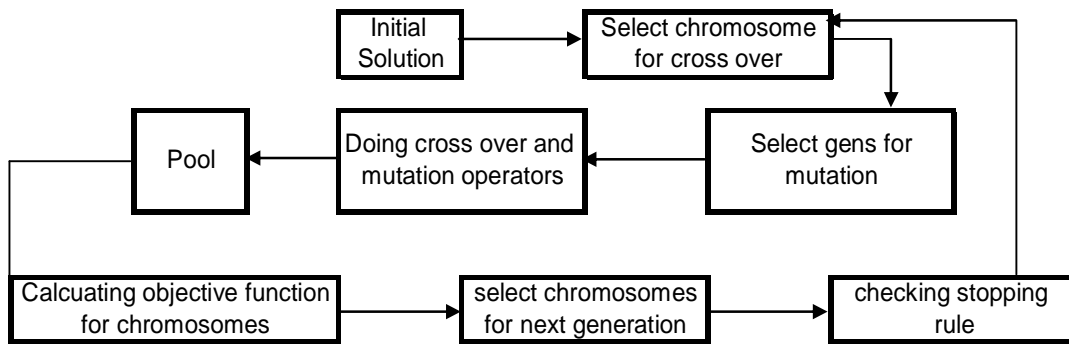 Initial
Solution
Select chromosome
for cross over
Pool
Doing cross over and
mutation operators
Select gens for
mutation
Calcuating objective function
for chromosomes
select chromosomes
for next generation
checking stopping
rule